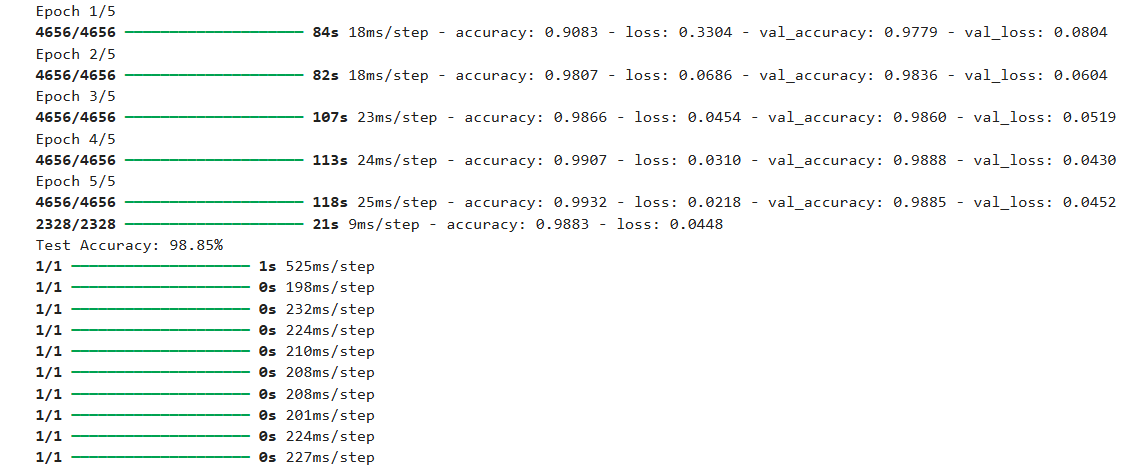 Epoch 1/5
4656/4656 ━━━━━━━━━━━━━━━━━━━━ 84s 18ms/step - accuracy: 0.9083 - loss: 0.3304 - val_accuracy: 0.9779 - val_loss: 0.0804
Epoch 2/5
4656/4656 ━━━━━━━━━━━━━━━━━━━━ 82s 18ms/step - accuracy: 0.9807 - loss: 0.0686 - val_accuracy: 0.9836 - val_loss: 0.0604
Epoch 3/5
4656/4656 ━━━━━━━━━━━━━━━━━━━━ 107s 23ms/step - accuracy: 0.9866 - loss: 0.0454 - val_accuracy: 0.9860 - val_loss: 0.0519
Epoch 4/5
4656/4656 ━━━━━━━━━━━━━━━━━━━━ 113s 24ms/step - accuracy: 0.9907 - loss: 0.0310 - val_accuracy: 0.9888 - val_loss: 0.0430
Epoch 5/5
4656/4656 ━━━━━━━━━━━━━━━━━━━━ 118s 25ms/step - accuracy: 0.9932 - loss: 0.0218 - val_accuracy: 0.9885 - val_loss: 0.0452
2328/2328 ━━━━━━━━━━━━━━━━━━━━ 21s 9ms/step - accuracy: 0.9883 - loss: 0.0448
Test Accuracy: 98.85%
1/1 ━━━━━━━━━━━━━━━━━━━━ 1s 525ms/step
1/1 ━━━━━━━━━━━━━━━━━━━━ 0s 198ms/step
1/1 ━━━━━━━━━━━━━━━━━━━━ 0s 232ms/step
1/1 ━━━━━━━━━━━━━━━━━━━━ 0s 224ms/step
1/1 ━━━━━━━━━━━━━━━━━━━━ 0s 210ms/step
1/1 ━━━━━━━━━━━━━━━━━━━━ 0s 208ms/step
1/1 ━━━━━━━━━━━━━━━━━━━━ 0s 208ms/step
1/1 ━━━━━━━━━━━━━━━━━━━━ 0s 201ms/step
1/1 ━━━━━━━━━━━━━━━━━━━━ 0s 224ms/step
1/1 ━━━━━━━━━━━━━━━━━━━━ 0s 227ms/step